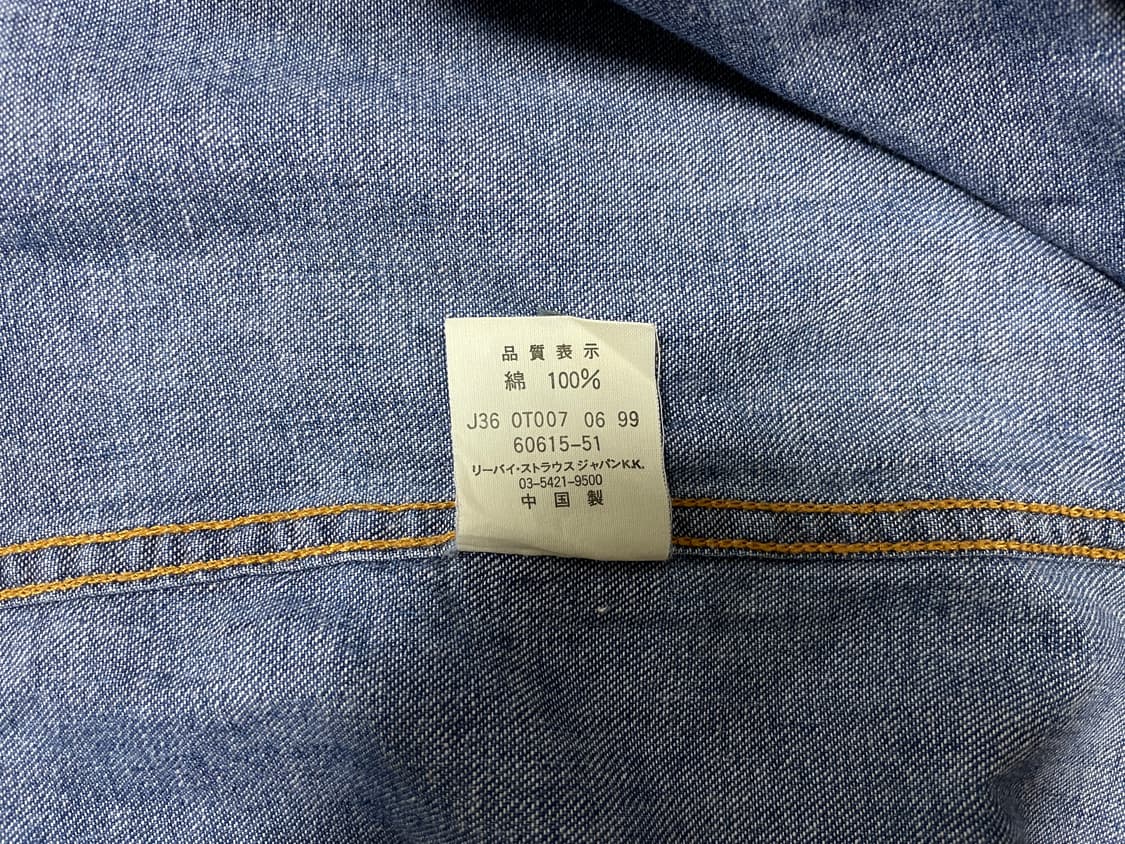 品質表示
綿 100%
J36 0T007 06 99
60615-51
リーバイ・ストラウス ジャパンK.K.
03-5421-9500
中国製